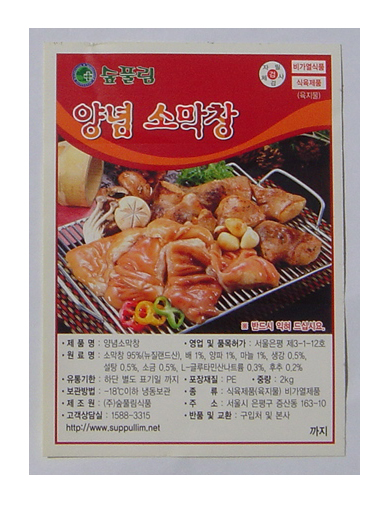 숲풀림
자체검사필
검
비가열식품
식육제품
(육지물)
양념 소막창
※ 반드시 익혀 드십시요.
• 제 품 명 : 양념소막창
• 영업 및 품목허가 : 서울은평 제3-1-12호
• 원 료 명 : 소막창 95%(뉴질랜드산), 배 1%, 양파 1%, 마늘 1%, 생강 0.5%,
설탕 0.5%, 소금 0.5%, L-글루타민산나트륨 0.3%, 후추 0.2%
• 유통기한 : 하단 별도 표기일 까지
• 포장재질 : PE
• 중량 : 2kg
• 보관방법 : -18℃이하 냉동보관
• 종 류 : 식육제품(육지물) 비가열제품
• 제 조 원 : (주)숲풀림식품
• 주 소 : 서울시 은평구 증산동 163-10
• 고객상담실 : 1588-3315
• 반품 및 교환 : 구입처 및 본사
http://www.suppullim.net
까지